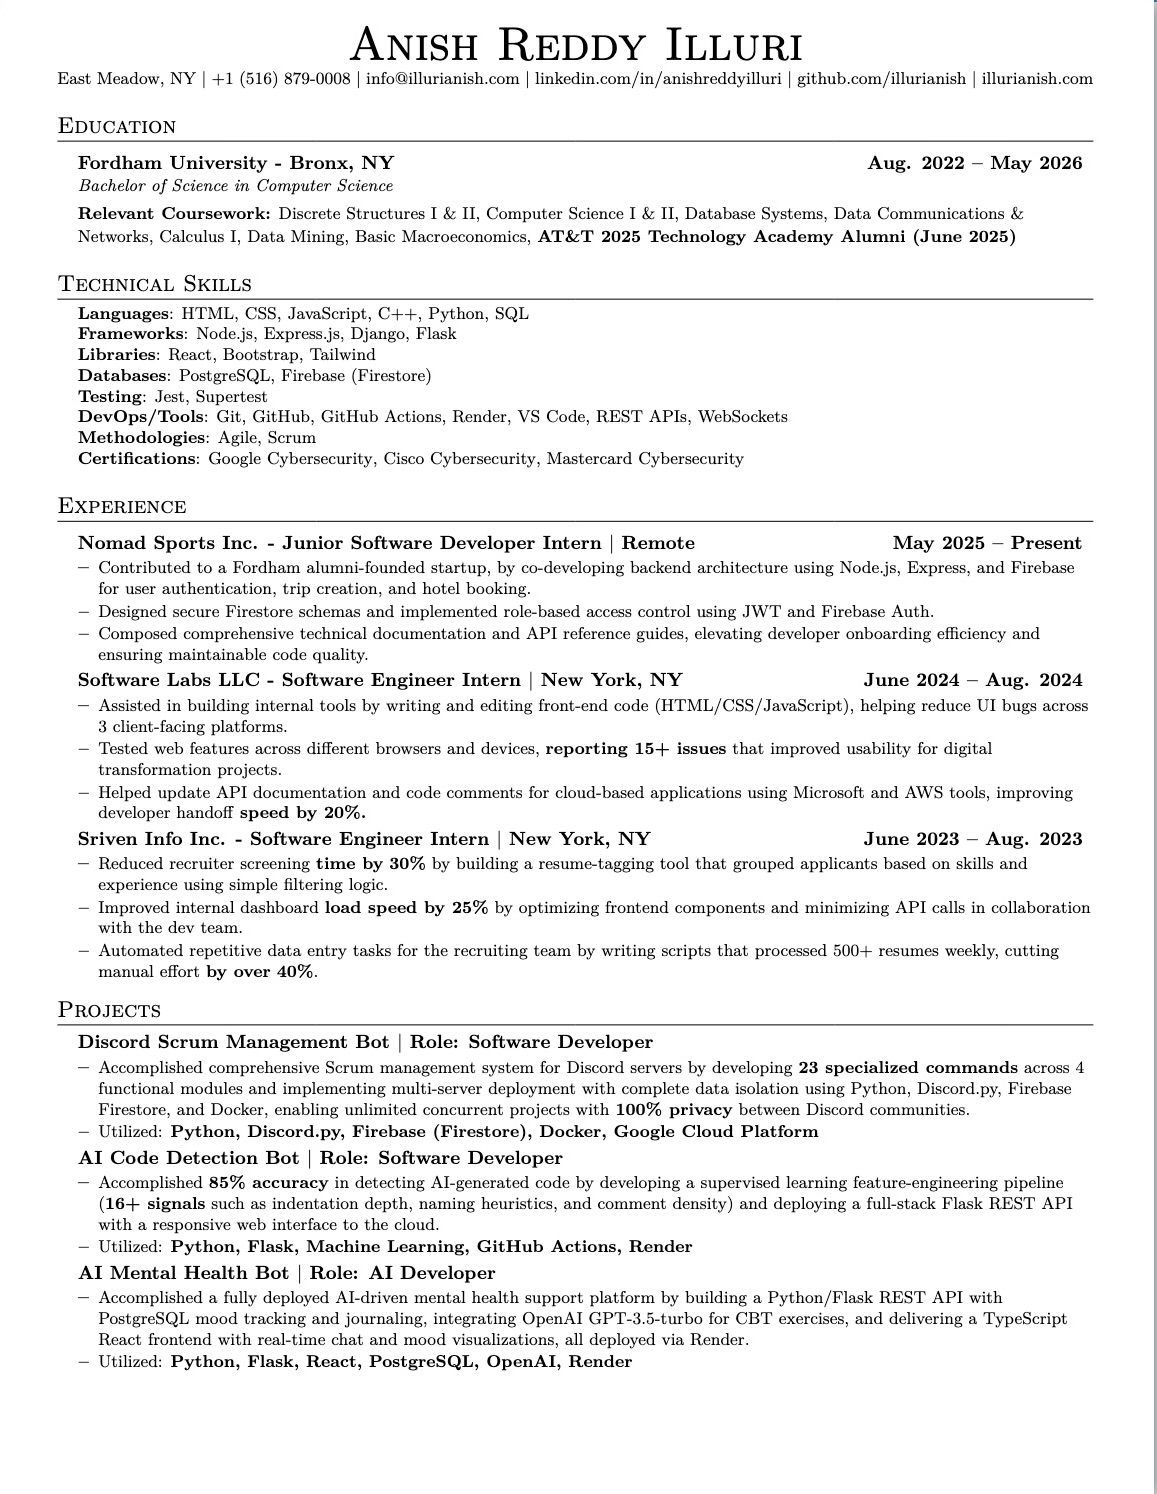 Anish Reddy Illuri
East Meadow, NY | +1 (516) 879-0008 | info@illurianish.com | linkedin.com/in/anishreddyilluri | github.com/illurianish | illurianish.com
Education
Fordham University - Bronx, NY Aug. 2022 – May 2026
Bachelor of Science in Computer Science
Relevant Coursework: Discrete Structures I & II, Computer Science I & II, Database Systems, Data Communications &
Networks, Calculus I, Data Mining, Basic Macroeconomics, AT&T 2025 Technology Academy Alumni (June 2025)
Technical Skills
Languages: HTML, CSS, JavaScript, C++, Python, SQL
Frameworks: Node.js, Express.js, Django, Flask
Libraries: React, Bootstrap, Tailwind
Databases: PostgreSQL, Firebase (Firestore)
Testing: Jest, Supertest
DevOps/Tools: Git, GitHub, GitHub Actions, Render, VS Code, REST APIs, WebSockets
Methodologies: Agile, Scrum
Certifications: Google Cybersecurity, Cisco Cybersecurity, Mastercard Cybersecurity
Experience
Nomad Sports Inc. - Junior Software Developer Intern | Remote May 2025 – Present
– Contributed to a Fordham alumni-founded startup, by co-developing backend architecture using Node.js, Express, and Firebase
for user authentication, trip creation, and hotel booking.
– Designed secure Firestore schemas and implemented role-based access control using JWT and Firebase Auth.
– Composed comprehensive technical documentation and API reference guides, elevating developer onboarding efficiency and
ensuring maintainable code quality.
Software Labs LLC - Software Engineer Intern | New York, NY June 2024 – Aug. 2024
– Assisted in building internal tools by writing and editing front-end code (HTML/CSS/JavaScript), helping reduce UI bugs across
3 client-facing platforms.
– Tested web features across different browsers and devices, reporting 15+ issues that improved usability for digital
transformation projects.
– Helped update API documentation and code comments for cloud-based applications using Microsoft and AWS tools, improving
developer handoff speed by 20%.
Sriven Info Inc. - Software Engineer Intern | New York, NY June 2023 – Aug. 2023
– Reduced recruiter screening time by 30% by building a resume-tagging tool that grouped applicants based on skills and
experience using simple filtering logic.
– Improved internal dashboard load speed by 25% by optimizing frontend components and minimizing API calls in collaboration
with the dev team.
– Automated repetitive data entry tasks for the recruiting team by writing scripts that processed 500+ resumes weekly, cutting
manual effort by over 40%.
Projects
Discord Scrum Management Bot | Role: Software Developer
– Accomplished comprehensive Scrum management system for Discord servers by developing 23 specialized commands across 4
functional modules and implementing multi-server deployment with complete data isolation using Python, Discord.py, Firebase
Firestore, and Docker, enabling unlimited concurrent projects with 100% privacy between Discord communities.
– Utilized: Python, Discord.py, Firebase (Firestore), Docker, Google Cloud Platform
AI Code Detection Bot | Role: Software Developer
– Accomplished 85% accuracy in detecting AI-generated code by developing a supervised learning feature-engineering pipeline
(16+ signals such as indentation depth, naming heuristics, and comment density) and deploying a full-stack Flask REST API
with a responsive web interface to the cloud.
– Utilized: Python, Flask, Machine Learning, GitHub Actions, Render
AI Mental Health Bot | Role: AI Developer
– Accomplished a fully deployed AI-driven mental health support platform by building a Python/Flask REST API with
PostgreSQL mood tracking and journaling, integrating OpenAI GPT-3.5-turbo for CBT exercises, and delivering a TypeScript
React frontend with real-time chat and mood visualizations, all deployed via Render.
– Utilized: Python, Flask, React, PostgreSQL, OpenAI, Render